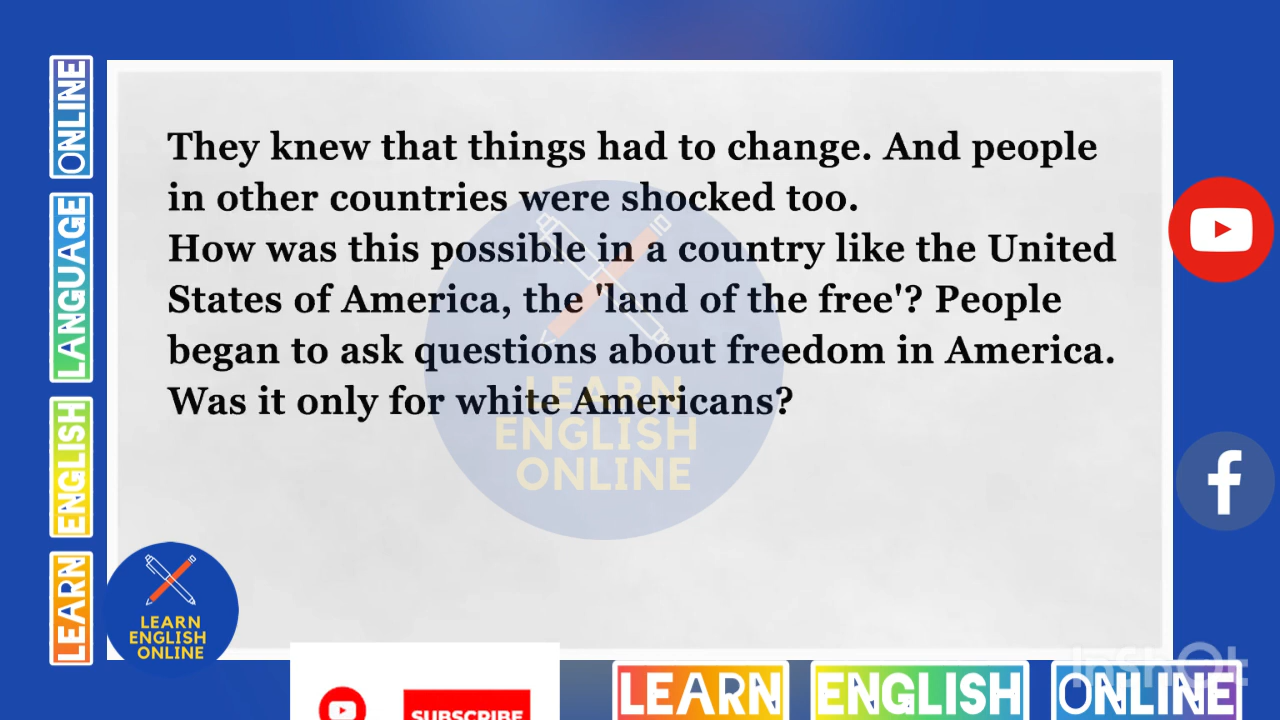 They knew that things had to change. And people
in other countries were shocked too.
How was this possible in a country like the United
States of America, the 'land of the free'? People
began to ask questions about freedom in America.
Was it only for white Americans?
LEARN
ENGLISH
ONLINE
LEARN ENGLISH LANGUAGE ONLINE
LEARN
ENGLISH
ONLINE
f
SUBSCRIBE
LEARN ENGLISH ONLINE
InShOt